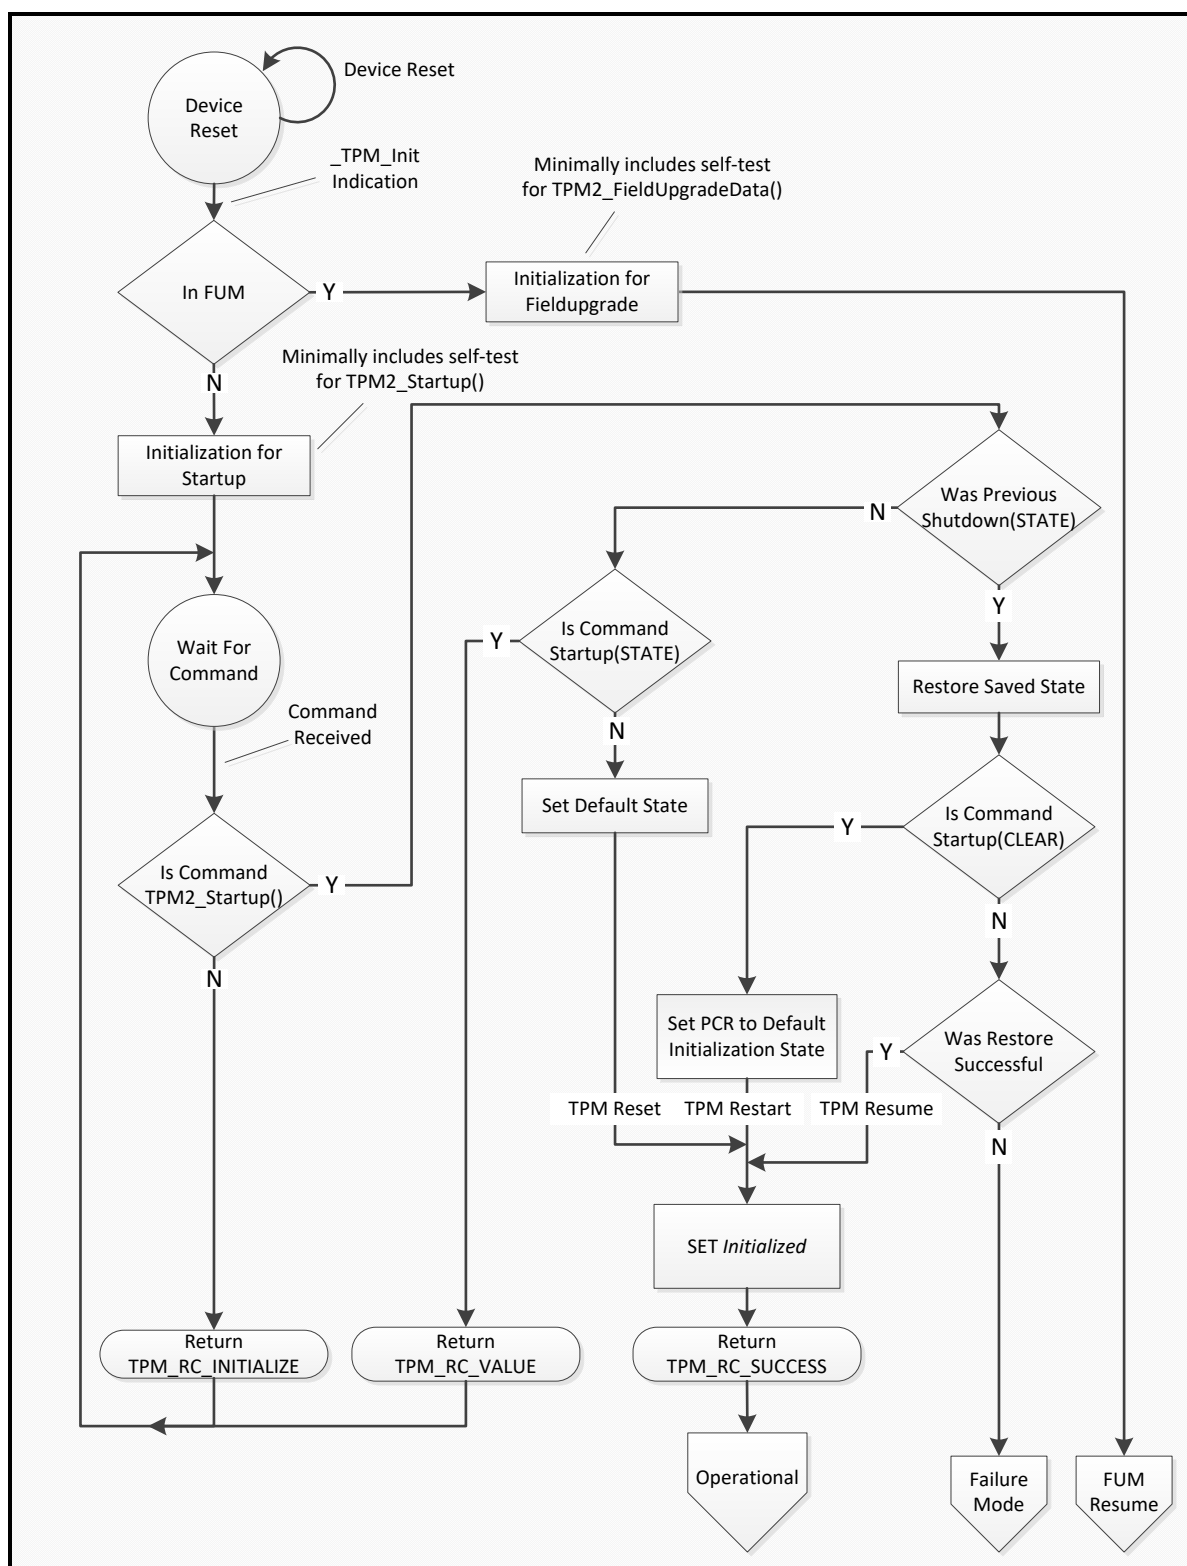 Device Reset
Device
Reset
_TPM_Init
Indication
Minimally includes self-test
for TPM2_FieldUpgradeData()
In FUM
Y
Initialization for
Fieldupgrade
N
Minimally includes self-test
for TPM2_Startup()
Initialization for
Startup
Was Previous
Shutdown(STATE)
N
Y
Wait For
Command
Is Command
Startup(STATE)
Y
N
Restore Saved State
Command
Received
Set Default State
Is Command
Startup(CLEAR)
Y
N
Is Command
TPM2_Startup()
Y
N
Set PCR to Default
Initialization State
Was Restore
Successful
Y
N
TPM Reset
TPM Restart
TPM Resume
SET Initialized
Return
TPM_RC_INITIALIZE
Return
TPM_RC_VALUE
Return
TPM_RC_SUCCESS
Operational
Failure
Mode
FUM
Resume